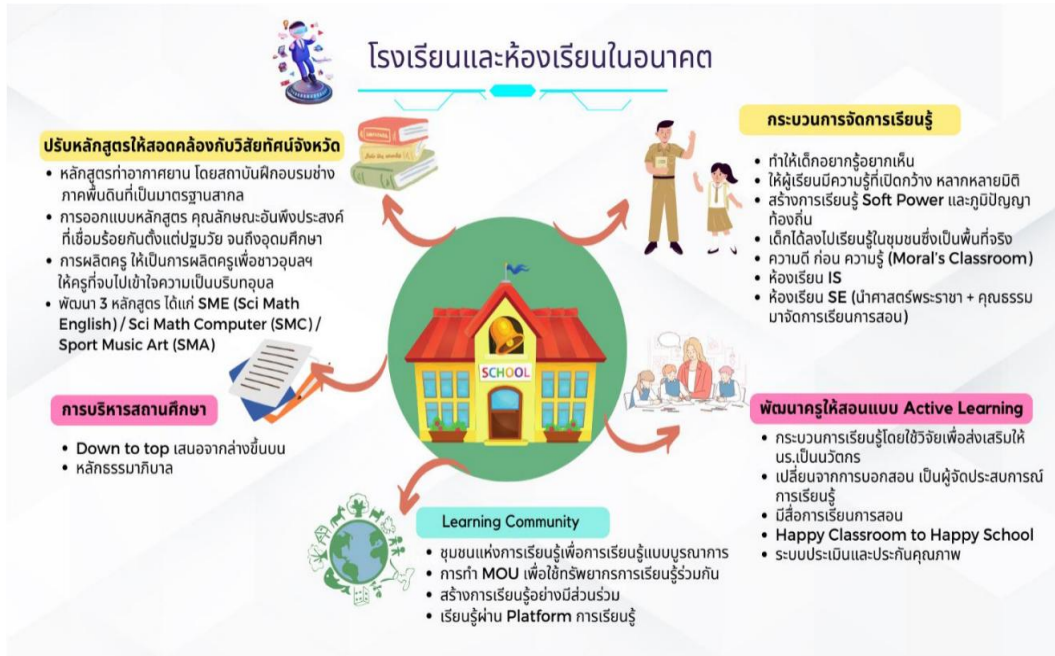 โรงเรียนและห้องเรียนในอนาคต
ปรับหลักสูตรให้สอดคล้องกับวิสัยทัศน์จังหวัด
• หลักสูตรท่าอากาศยาน โดยสถาบันฝึกอบรมช่าง
ภาคพื้นดินที่เป็นมาตรฐานสากล
• การออกแบบหลักสูตร คุณลักษณะอันพึงประสงค์
ที่เชื่อมร้อยกันตั้งแต่ปฐมวัย จนถึงอุดมศึกษา
• การผลิตครู ให้เป็นการผลิตครูเพื่อชาวอุบลฯ
ให้ครูที่จบไปเข้าใจความเป็นบริบทอุบล
• พัฒนา 3 หลักสูตร ได้แก่ SME (Sci Math
English) / Sci Math Computer (SMC) /
Sport Music Art (SMA)
กระบวนการจัดการเรียนรู้
• ทำให้เด็กอยากรู้อยากเห็น
• ให้ผู้เรียนมีความรู้ที่เปิดกว้าง หลากหลายมิติ
• สร้างการเรียนรู้ Soft Power และภูมิปัญญา
ท้องถิ่น
• เด็กได้ลงไปเรียนรู้ในชุมชนซึ่งเป็นพื้นที่จริง
• ความดี ก่อน ความรู้ (Moral's Classroom)
• ห้องเรียน IS
• ห้องเรียน SE (นำศาสตร์พระราชา + คุณธรรม
มาจัดการเรียนการสอน)
SCHOOL
การบริหารสถานศึกษา
• Down to top เสนอจากล่างขึ้นบน
• หลักธรรมาภิบาล
พัฒนาครูให้สอนแบบ Active Learning
• กระบวนการเรียนรู้โดยใช้วิจัยเพื่อส่งเสริมให้
นร.เป็นนวัตกร
• เปลี่ยนจากการบอกสอน เป็นผู้จัดประสบการณ์
การเรียนรู้
• มีสื่อการเรียนการสอน
• Happy Classroom to Happy School
• ระบบประเมินและประกันคุณภาพ
Learning Community
• ชุมชนแห่งการเรียนรู้เพื่อการเรียนรู้แบบบูรณาการ
• การทำ MOU เพื่อใช้ทรัพยากรการเรียนรู้ร่วมกัน
• สร้างการเรียนรู้อย่างมีส่วนร่วม
• เรียนรู้ผ่าน Platform การเรียนรู้